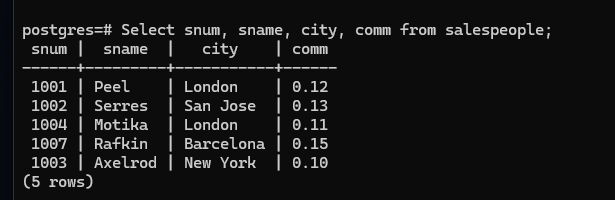 postgres=# Select snum, sname, city, comm from salespeople;
 snum |  sname  |   city    | comm
------+---------+-----------+------
 1001 | Peel    | London    | 0.12
 1002 | Serres  | San Jose  | 0.13
 1004 | Motika  | London    | 0.11
 1007 | Rafkin  | Barcelona | 0.15
 1003 | Axelrod | New York  | 0.10
(5 rows)